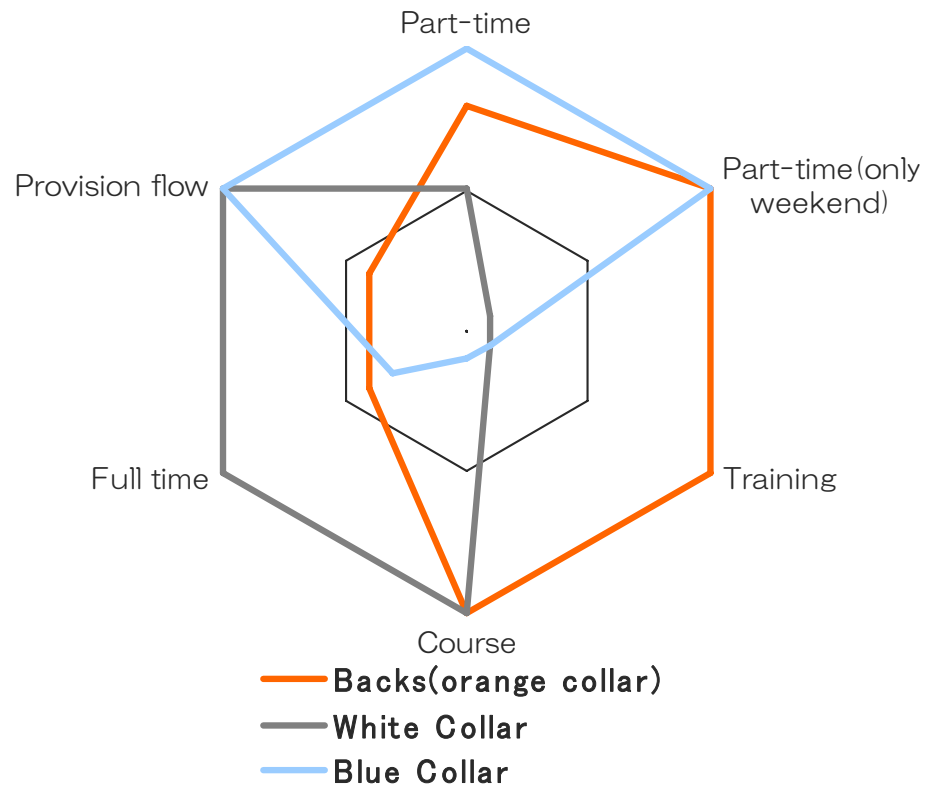 Part-time
Provision flow
Part-time(only
weekend)
Full time
Training
Course
Backs(orange collar)
White Collar
Blue Collar